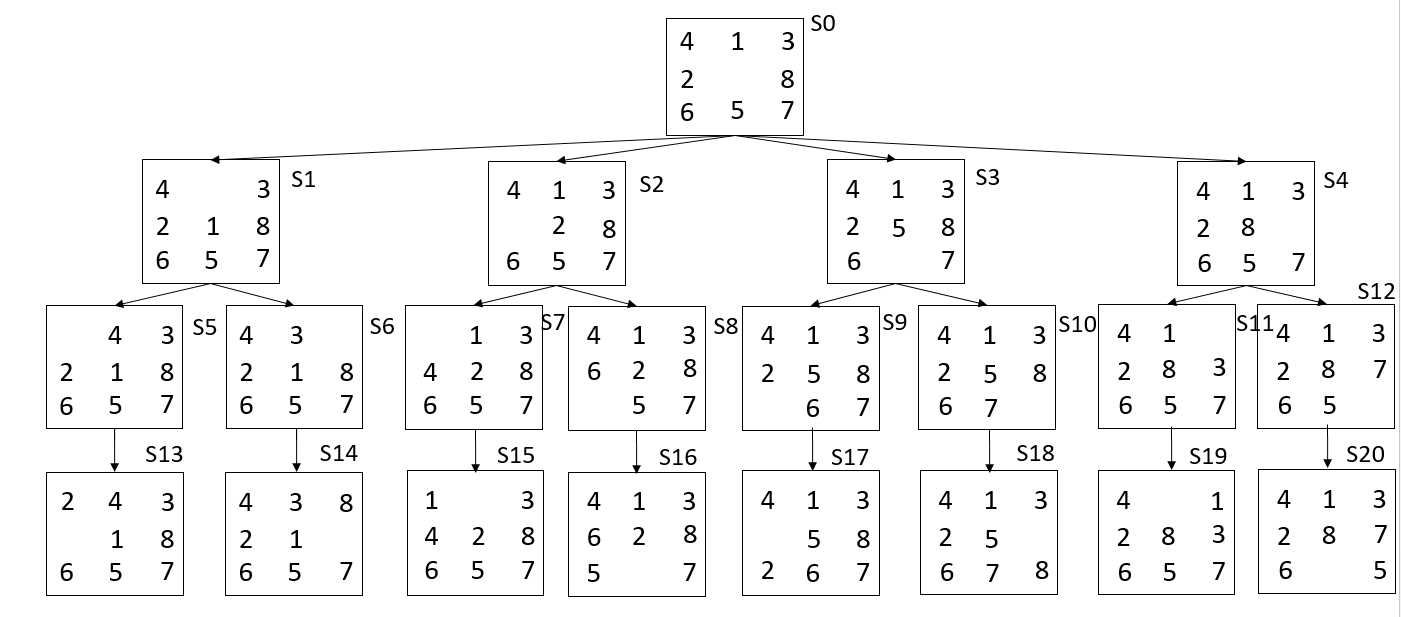 S0
4 1 3
2 8
6 5 7
S1
4 3
2 1 8
6 5 7
S2
4 1 3
2 8
6 5 7
S3
4 1 3
2 5 8
6 7
S4
4 1 3
2 8
6 5 7
S5
4 3
2 1 8
6 5 7
S6
4 3
2 1 8
6 5 7
S7
1 3
4 2 8
6 5 7
S8
4 1 3
6 2 8
5 7
S9
4 1 3
2 5 8
6 7
S10
4 1 3
2 5 8
6 7
S11
4 1
2 8 3
6 5 7
S12
4 1 3
2 8 7
6 5
S13
2 4 3
1 8
6 5 7
S14
4 3 8
2 1
6 5 7
S15
1 3
4 2 8
6 5 7
S16
4 1 3
6 2 8
5 7
S17
4 1 3
5 8
2 6 7
S18
4 1 3
2 5
6 7 8
S19
4 1
2 8 3
6 5 7
S20
4 1 3
2 8 7
6 5